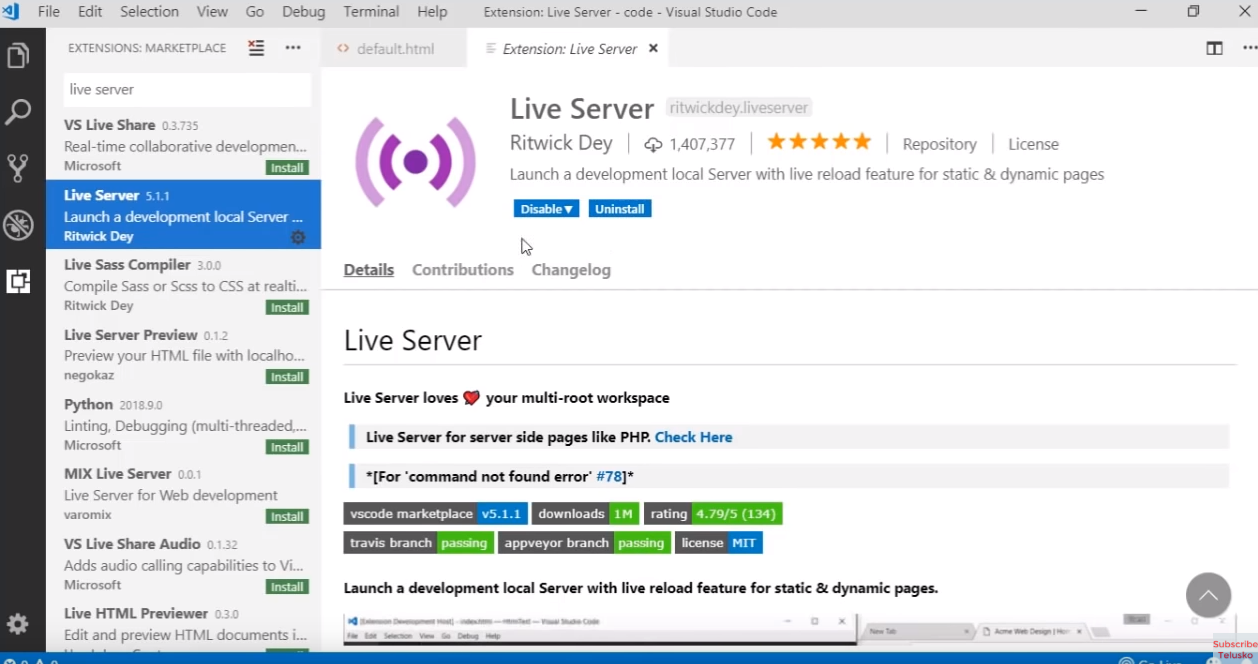 File Edit Selection View Go Debug Terminal Help Extension: Live Server - code - Visual Studio Code
EXTENSIONS: MARKETPLACE
default.html
Extension: Live Server
live server
VS Live Share 0.3.735
Real-time collaborative developmen...
Microsoft Install
Live Server 5.1.1
Launch a development local Server ...
Ritwick Dey
Live Sass Compiler 3.0.0
Compile Sass or Scss to CSS at realti...
Ritwick Dey Install
Live Server Preview 0.1.2
Preview your HTML file with localho...
negokaz Install
Python 2018.9.0
Linting, Debugging (multi-threaded,...
Microsoft Install
MIX Live Server 0.0.1
Live Server for Web development
varomix Install
VS Live Share Audio 0.1.32
Adds audio calling capabilities to Vi...
Microsoft Install
Live HTML Previewer 0.3.0
Edit and preview HTML documents i...
Live Server ritwickdey.liveserver
Ritwick Dey 1,407,377 Repository License
Launch a development local Server with live reload feature for static & dynamic pages
Disable Uninstall
Details Contributions Changelog
Live Server
Live Server loves ❤ your multi-root workspace
Live Server for server side pages like PHP. Check Here
*[For 'command not found error' #78]*
vscode marketplace v5.1.1 downloads 1M rating 4.79/5 (134)
travis branch passing appveyor branch passing license MIT
Launch a development local Server with live reload feature for static & dynamic pages.
[Extension Development Host] - index.html — HtmlTest — Visual Studio Code
File Edit Selection View Go Debug Help
New Tab Acme Web Design | Hom
Subscribe
Telusko